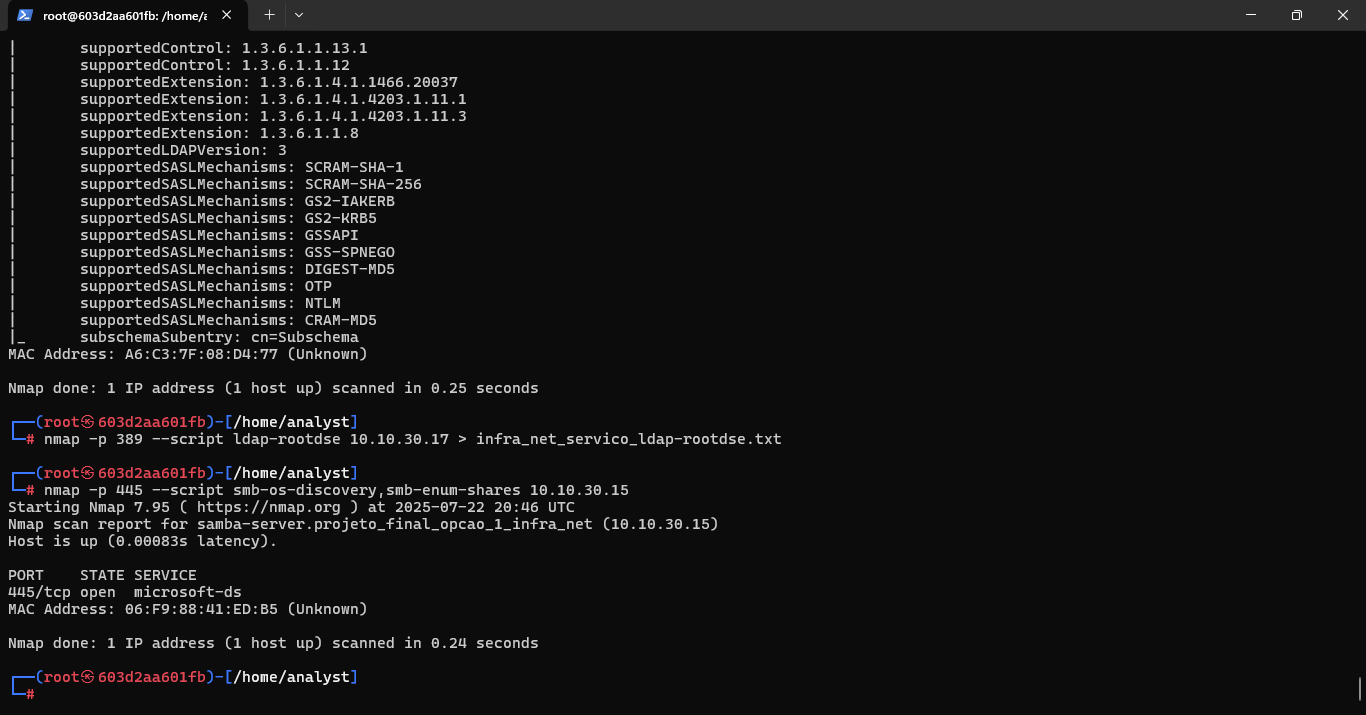 root@603d2aa601fb: /home/a
|       supportedControl: 1.3.6.1.1.13.1
|       supportedControl: 1.3.6.1.1.12
|       supportedExtension: 1.3.6.1.4.1.1466.20037
|       supportedExtension: 1.3.6.1.4.1.4203.1.11.1
|       supportedExtension: 1.3.6.1.4.1.4203.1.11.3
|       supportedExtension: 1.3.6.1.1.8
|       supportedLDAPVersion: 3
|       supportedSASLMechanisms: SCRAM-SHA-1
|       supportedSASLMechanisms: SCRAM-SHA-256
|       supportedSASLMechanisms: GS2-IAKERB
|       supportedSASLMechanisms: GS2-KRB5
|       supportedSASLMechanisms: GSSAPI
|       supportedSASLMechanisms: GSS-SPNEGO
|       supportedSASLMechanisms: DIGEST-MD5
|       supportedSASLMechanisms: OTP
|       supportedSASLMechanisms: NTLM
|       supportedSASLMechanisms: CRAM-MD5
|_      subschemaSubentry: cn=Subschema
MAC Address: A6:C3:7F:08:D4:77 (Unknown)
Nmap done: 1 IP address (1 host up) scanned in 0.25 seconds
┌──(root㉿603d2aa601fb)-[/home/analyst]
└─# nmap -p 389 --script ldap-rootdse 10.10.30.17 > infra_net_servico_ldap-rootdse.txt
┌──(root㉿603d2aa601fb)-[/home/analyst]
└─# nmap -p 445 --script smb-os-discovery,smb-enum-shares 10.10.30.15
Starting Nmap 7.95 ( https://nmap.org ) at 2025-07-22 20:46 UTC
Nmap scan report for samba-server.projeto_final_opcao_1_infra_net (10.10.30.15)
Host is up (0.00083s latency).
PORT    STATE SERVICE
445/tcp open  microsoft-ds
MAC Address: 06:F9:88:41:ED:B5 (Unknown)
Nmap done: 1 IP address (1 host up) scanned in 0.24 seconds
┌──(root㉿603d2aa601fb)-[/home/analyst]
└─#